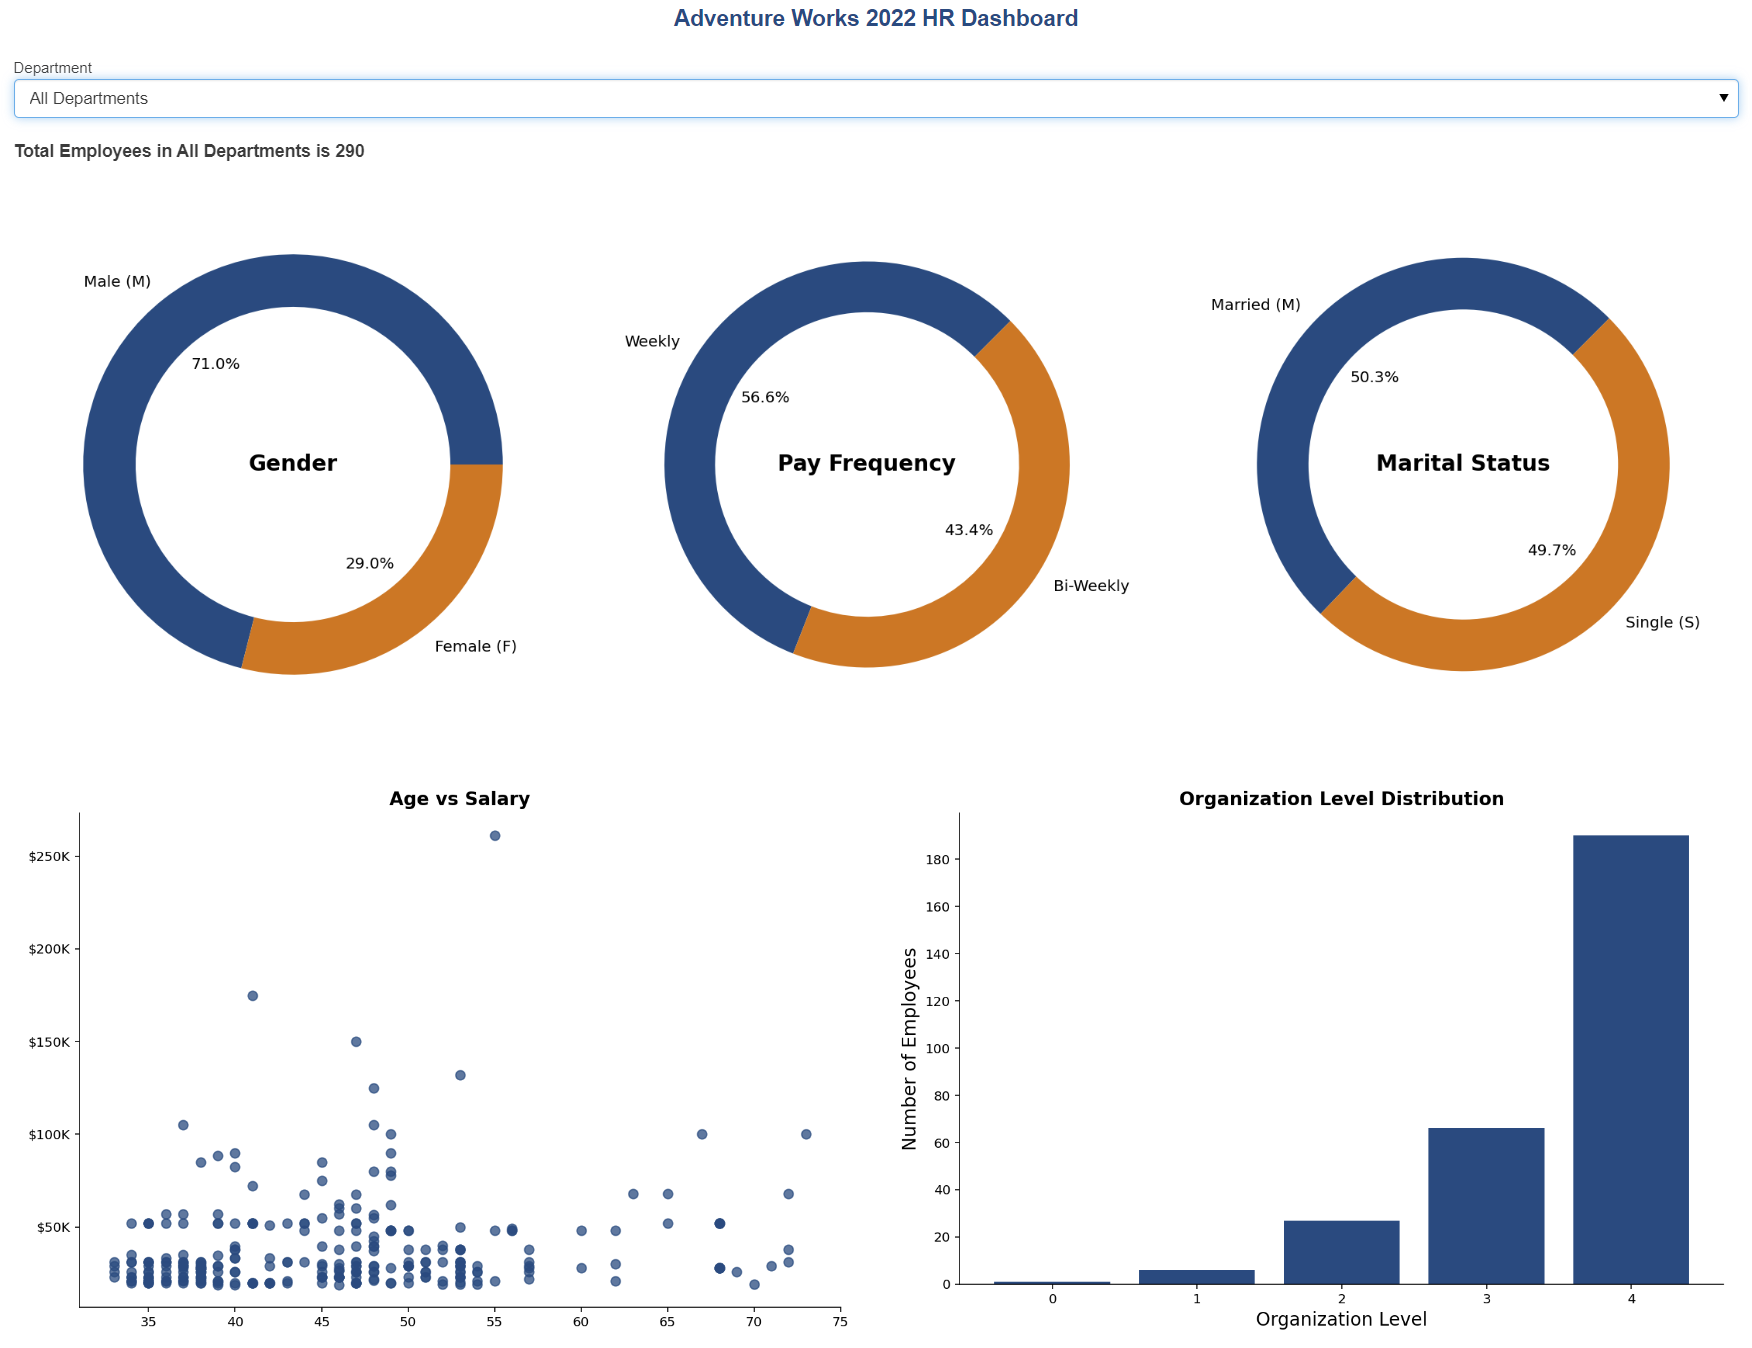 Adventure Works 2022 HR Dashboard
Department
All Departments
Total Employees in All Departments is 290
Male (M)
71.0%
Gender
29.0%
Female (F)
Weekly
56.6%
Pay Frequency
43.4%
Bi-Weekly
Married (M)
50.3%
Marital Status
49.7%
Single (S)
Age vs Salary
$250K
$200K
$150K
$100K
$50K
35 40 45 50 55 60 65 70 75
Organization Level Distribution
Number of Employees
180
160
140
120
100
80
60
40
20
0
0 1 2 3 4
Organization Level